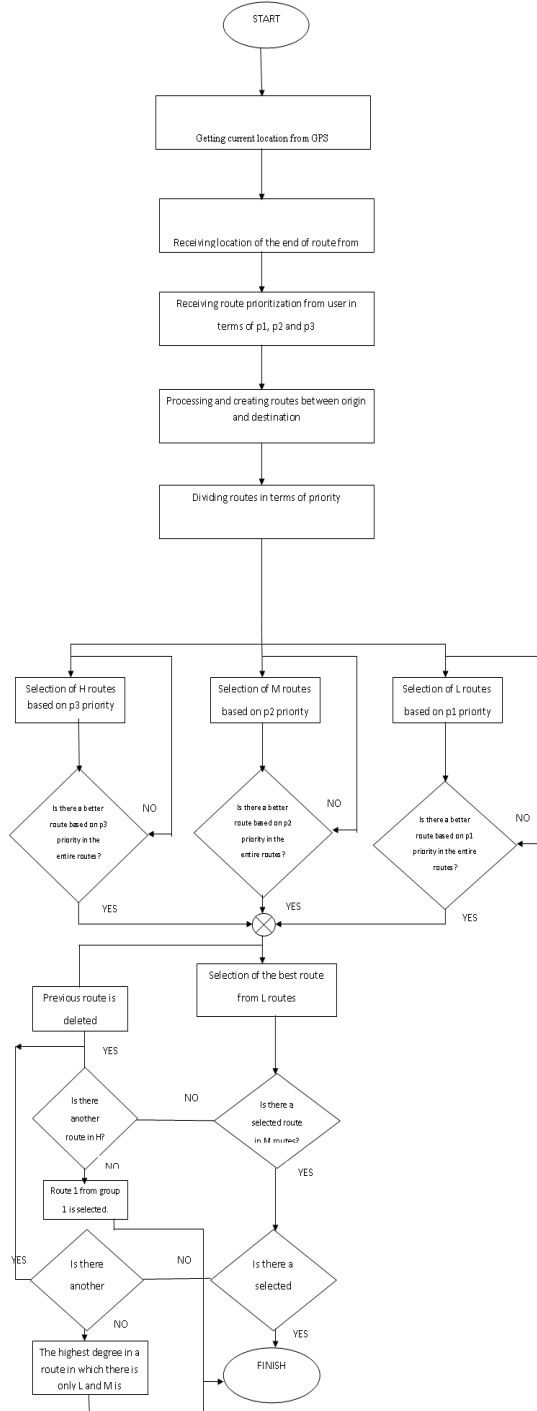 START
Getting current location from GPS
Receiving location of the end of route from
Receiving route prioritization from user in
terms of p1, p2 and p3
Processing and creating routes between origin
and destination
Dividing routes in terms of priority
Selection of H routes
based on p3 priority
Selection of M routes
based on p2 priority
Selection of L routes
based on p1 priority
Is there a better
route based on p3
priority in the
entire routes?
NO
Is there a better
route based on p2
priority in the
entire routes?
NO
Is there a better
route based on p1
priority in the entire
routes?
NO
YES
YES
YES
Previous route is
deleted
Selection of the best route
from L routes
YES
Is there
another
route in H?
NO
Is there a
selected route
in M routes?
NO
YES
Route 1 from group
1 is selected.
YES
Is there
another
NO
Is there a
selected
NO
YES
The highest degree in a
route in which there is
only L and M is
FINISH